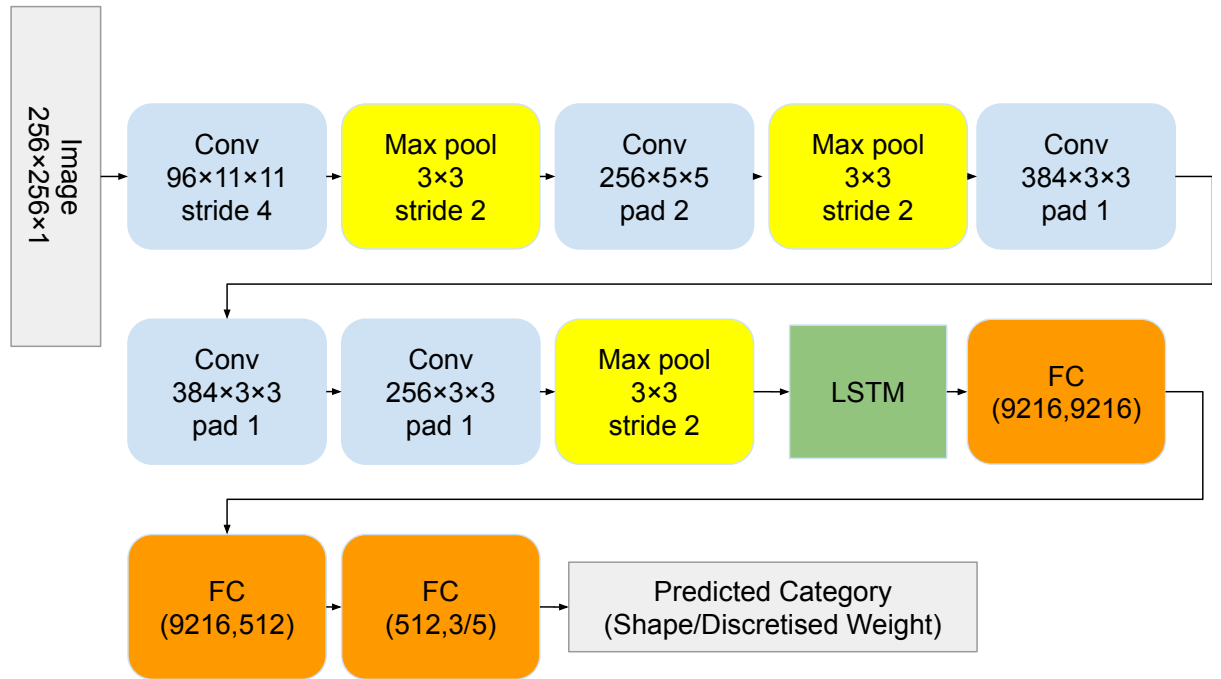 Image
256×256×1
Conv
96×11×11
stride 4
Max pool
3×3
stride 2
Conv
256×5×5
pad 2
Max pool
3×3
stride 2
Conv
384×3×3
pad 1
Conv
384×3×3
pad 1
Conv
256×3×3
pad 1
Max pool
3×3
stride 2
LSTM
FC
(9216,9216)
FC
(9216,512)
FC
(512,3/5)
Predicted Category
(Shape/Discretised Weight)